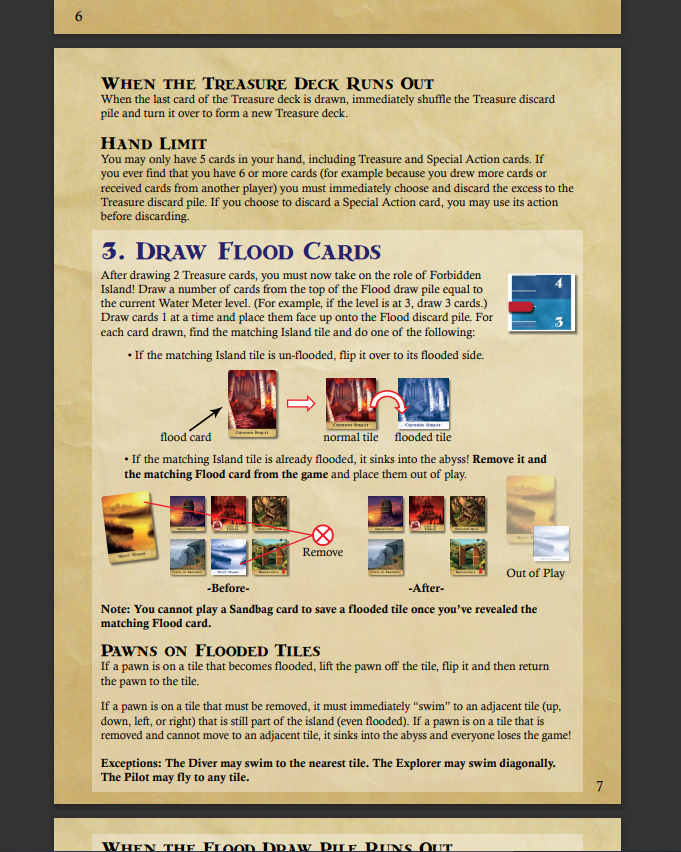 6
When the Treasure Deck Runs Out
When the last card of the Treasure deck is drawn, immediately shuffle the Treasure discard
pile and turn it over to form a new Treasure deck.
Hand Limit
You may only have 5 cards in your hand, including Treasure and Special Action cards. If
you ever find that you have 6 or more cards (for example because you drew more cards or
received cards from another player) you must immediately choose and discard the excess to the
Treasure discard pile. If you choose to discard a Special Action card, you may use its action
before discarding.
3. Draw Flood Cards
After drawing 2 Treasure cards, you must now take on the role of Forbidden
Island! Draw a number of cards from the top of the Flood draw pile equal to
the current Water Meter level. (For example, if the level is at 3, draw 3 cards.)
Draw cards 1 at a time and place them face up onto the Flood discard pile. For
each card drawn, find the matching Island tile and do one of the following:
4
3
• If the matching Island tile is un-flooded, flip it over to its flooded side.
Crimson Forest
Crimson Forest
Crimson Forest
flood card
normal tile
flooded tile
• If the matching Island tile is already flooded, it sinks into the abyss! Remove it and
the matching Flood card from the game and place them out of play.
Misty Marsh
Remove
-Before-
-After-
Out of Play
Note: You cannot play a Sandbag card to save a flooded tile once you've revealed the
matching Flood card.
Pawns on Flooded Tiles
If a pawn is on a tile that becomes flooded, lift the pawn off the tile, flip it and then return
the pawn to the tile.
If a pawn is on a tile that must be removed, it must immediately “swim” to an adjacent tile (up,
down, left, or right) that is still part of the island (even flooded). If a pawn is on a tile that is
removed and cannot move to an adjacent tile, it sinks into the abyss and everyone loses the game!
Exceptions: The Diver may swim to the nearest tile. The Explorer may swim diagonally.
The Pilot may fly to any tile.
7
When the Flood Draw Pile Runs Out